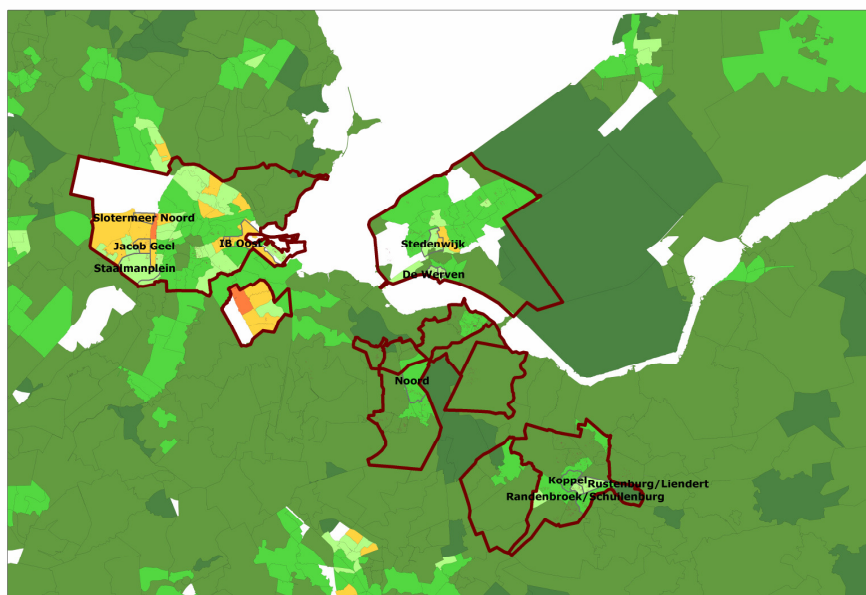 Slotermeer Noord
Jacob Geel
IB Oost
Staalmanplein
Stedenwijk
De Werven
Noord
Koppel
Rustenburg/Liendert
Randenbroek/Schuilenburg